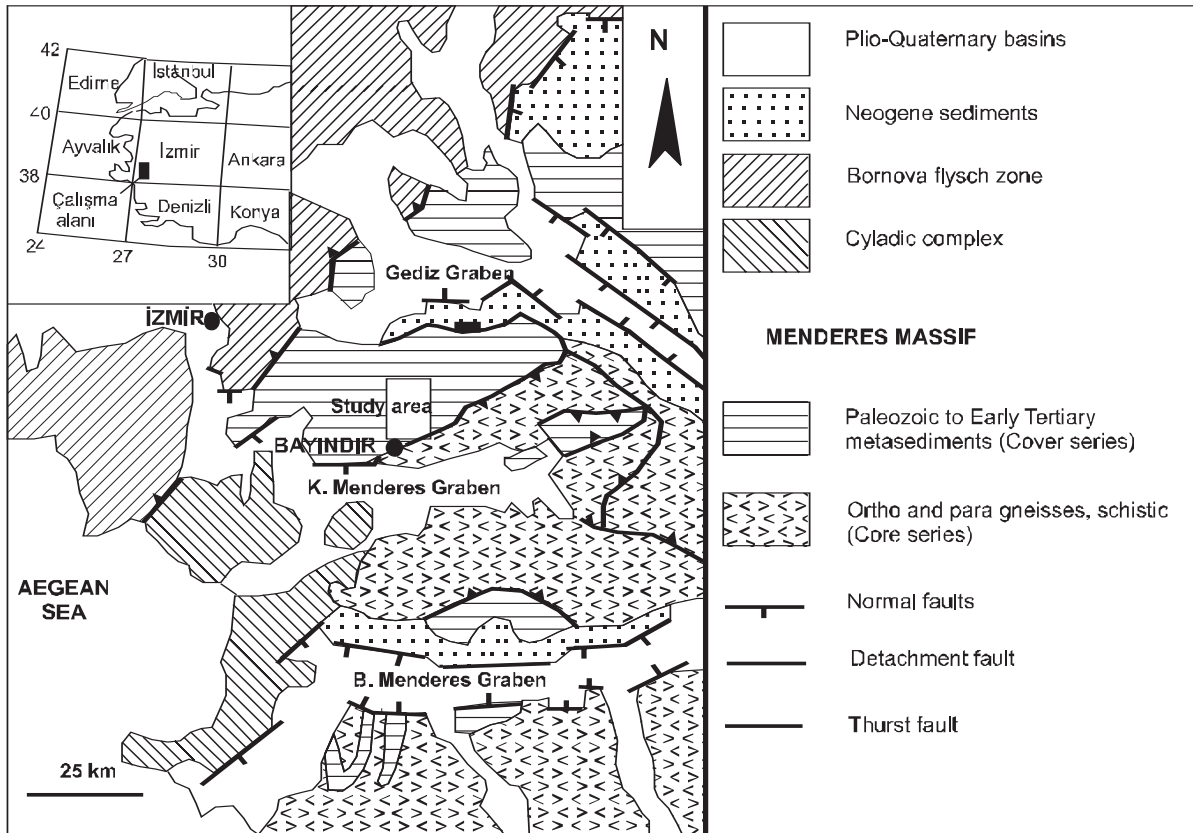 42
Edirne
İstanbul
40
Ayvalık
İzmir
Ankara
38
Çalışma
alanı
Denizli
Konya
24
27
30
N
Gediz Graben
İZMİR
Study area
BAYINDIR
K. Menderes Graben
AEGEAN
SEA
B. Menderes Graben
25 km
Plio-Quaternary basins
Neogene sediments
Bornova flysch zone
Cyladic complex
MENDERES MASSIF
Paleozoic to Early Tertiary
metasediments (Cover series)
Ortho and para gneisses, schistic
(Core series)
Normal faults
Detachment fault
Thurst fault